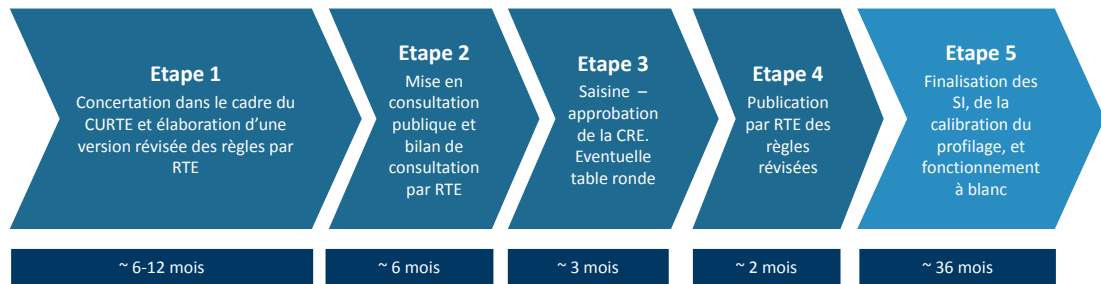 Etape 1
Concertation dans le cadre du
CURTE et élaboration d'une
version révisée des règles par
RTE
~ 6-12 mois
Etape 2
Mise en
consultation
publique et
bilan de
consultation
par RTE
~ 6 mois
Etape 3
Saisine –
approbation
de la CRE.
Eventuelle
table ronde
~ 3 mois
Etape 4
Publication
par RTE des
règles
révisées
~ 2 mois
Etape 5
Finalisation des
SI, de la
calibration du
profilage, et
fonctionnement
à blanc
~ 36 mois